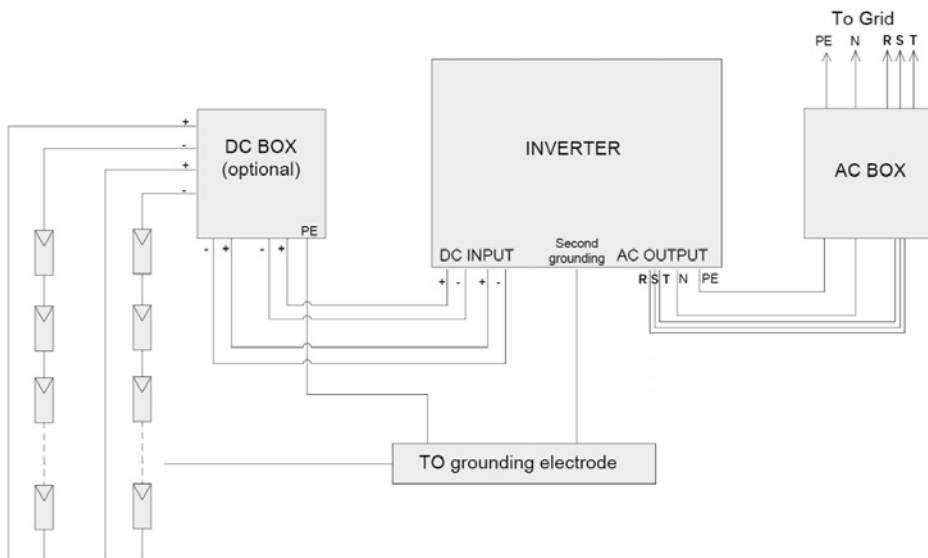 To Grid
PE N R S T
+
-
+
-
DC BOX
(optional)
PE
- + - +
INVERTER
DC INPUT
Second
grounding
AC OUTPUT
+ - + -
R S T N PE
AC BOX
TO grounding electrode